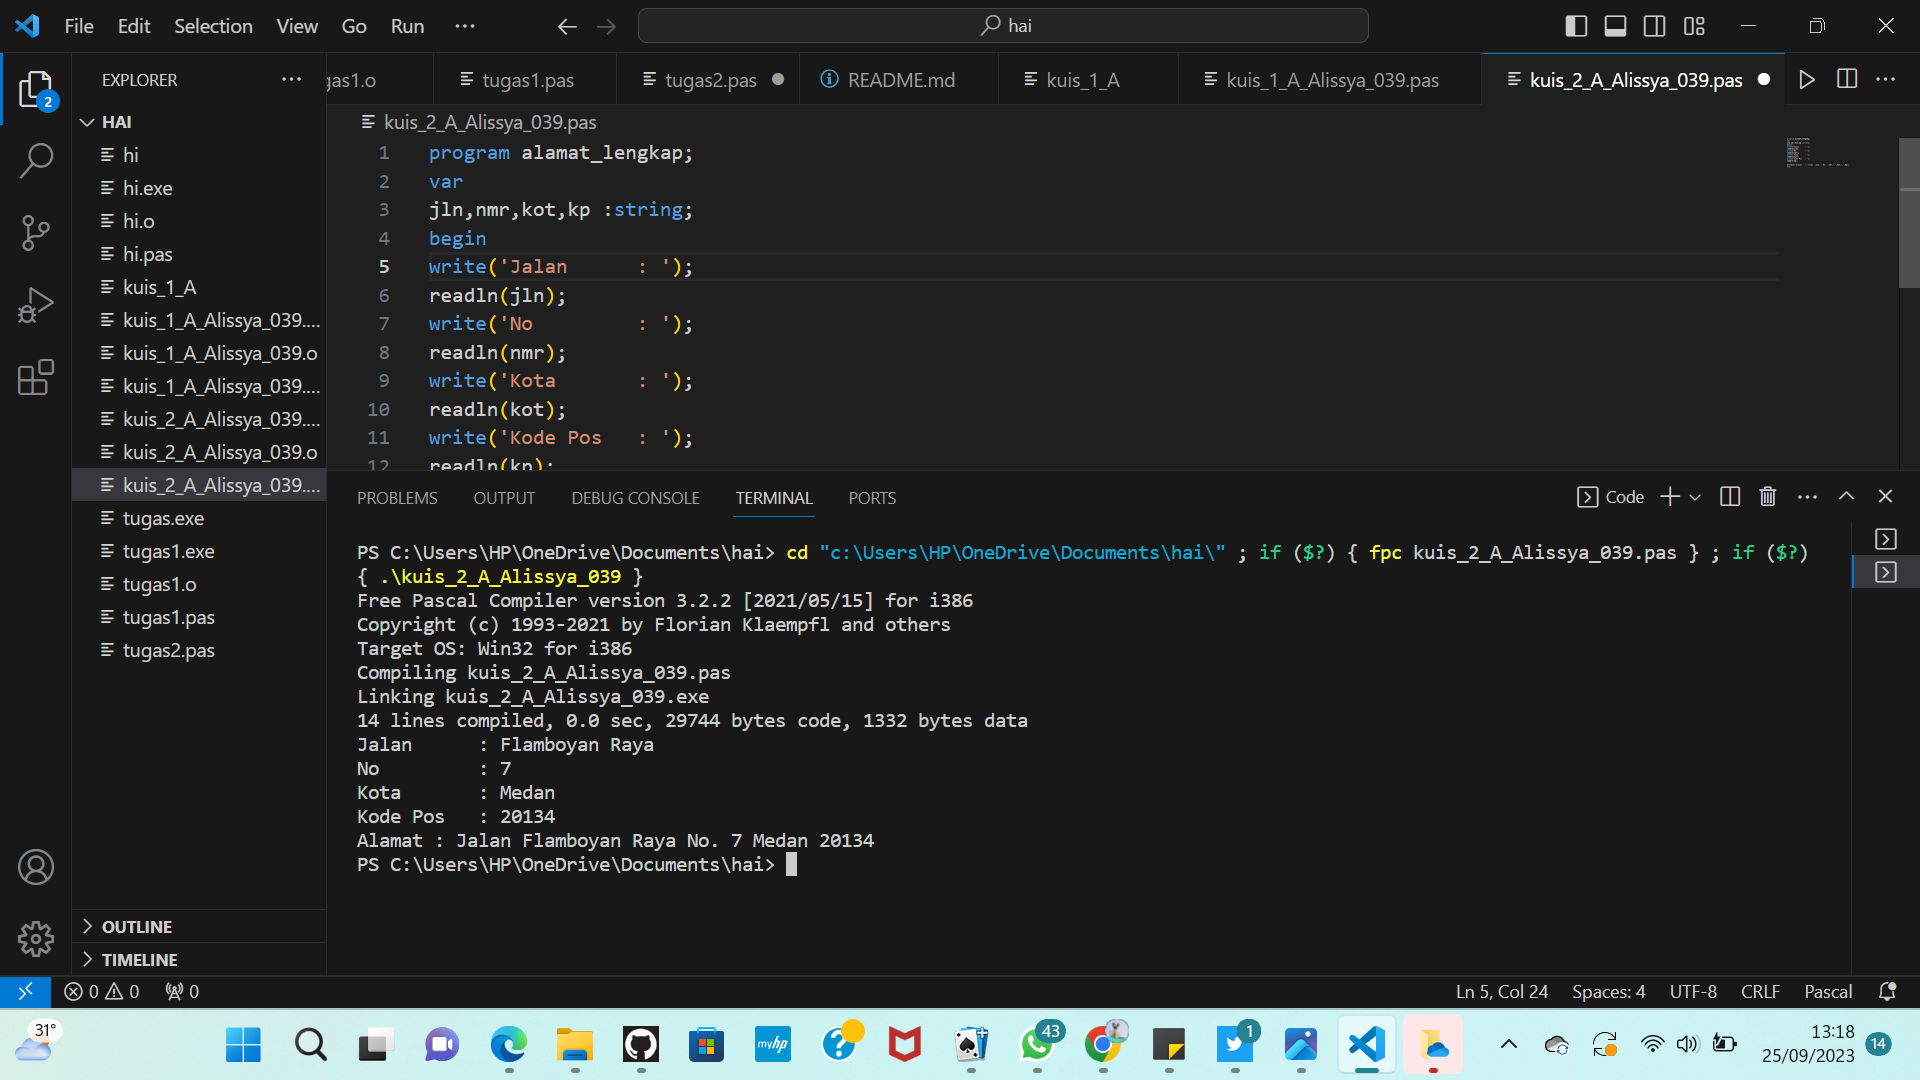 File Edit Selection View Go Run ··· hai
EXPLORER ···
gas1.o tugas1.pas tugas2.pas README.md kuis_1_A kuis_1_A_Alissya_039.pas kuis_2_A_Alissya_039.pas
2
HAI
hi
hi.exe
hi.o
hi.pas
kuis_1_A
kuis_1_A_Alissya_039....
kuis_1_A_Alissya_039.o
kuis_1_A_Alissya_039....
kuis_2_A_Alissya_039....
kuis_2_A_Alissya_039.o
kuis_2_A_Alissya_039....
tugas.exe
tugas1.exe
tugas1.o
tugas1.pas
tugas2.pas
OUTLINE
TIMELINE
kuis_2_A_Alissya_039.pas
1 program alamat_lengkap;
2 var
3 jln,nmr,kot,kp :string;
4 begin
5 write('Jalan      : ');
6 readln(jln);
7 write('No         : ');
8 readln(nmr);
9 write('Kota       : ');
10 readln(kot);
11 write('Kode Pos   : ');
12 readln(kp);
PROBLEMS OUTPUT DEBUG CONSOLE TERMINAL PORTS Code
PS C:\Users\HP\OneDrive\Documents\hai> cd "c:\Users\HP\OneDrive\Documents\hai\" ; if ($?) { fpc kuis_2_A_Alissya_039.pas } ; if ($?)
{ .\kuis_2_A_Alissya_039 }
Free Pascal Compiler version 3.2.2 [2021/05/15] for i386
Copyright (c) 1993-2021 by Florian Klaempfl and others
Target OS: Win32 for i386
Compiling kuis_2_A_Alissya_039.pas
Linking kuis_2_A_Alissya_039.exe
14 lines compiled, 0.0 sec, 29744 bytes code, 1332 bytes data
Jalan      : Flamboyan Raya
No         : 7
Kota       : Medan
Kode Pos   : 20134
Alamat : Jalan Flamboyan Raya No. 7 Medan 20134
PS C:\Users\HP\OneDrive\Documents\hai>
0 0 0 Ln 5, Col 24 Spaces: 4 UTF-8 CRLF Pascal
31° myhp 43 1 13:18 14
25/09/2023